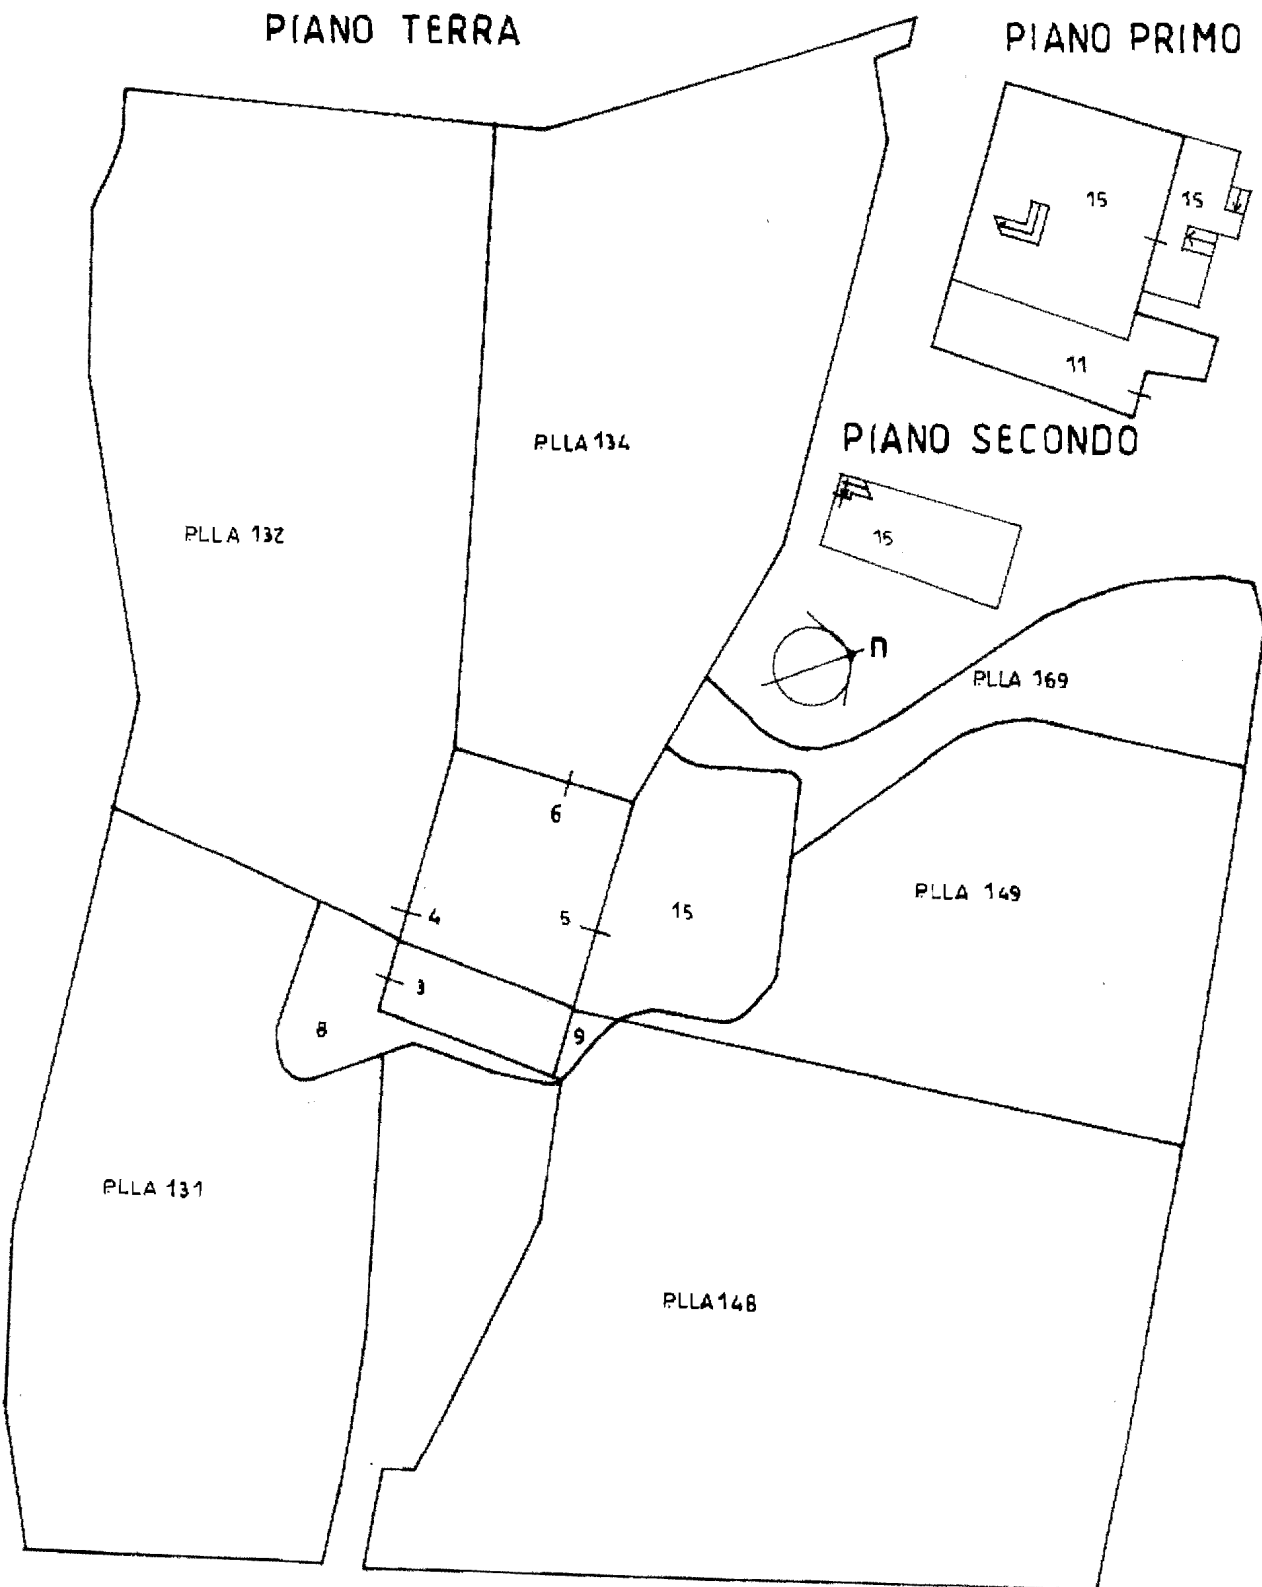 PIANO TERRA
PIANO PRIMO
15
15
11
PLLA 134
PIANO SECONDO
PLLA 132
15
n
PLLA 169
6
PLLA 149
4
5
15
3
8
9
PLLA 131
PLLA 148